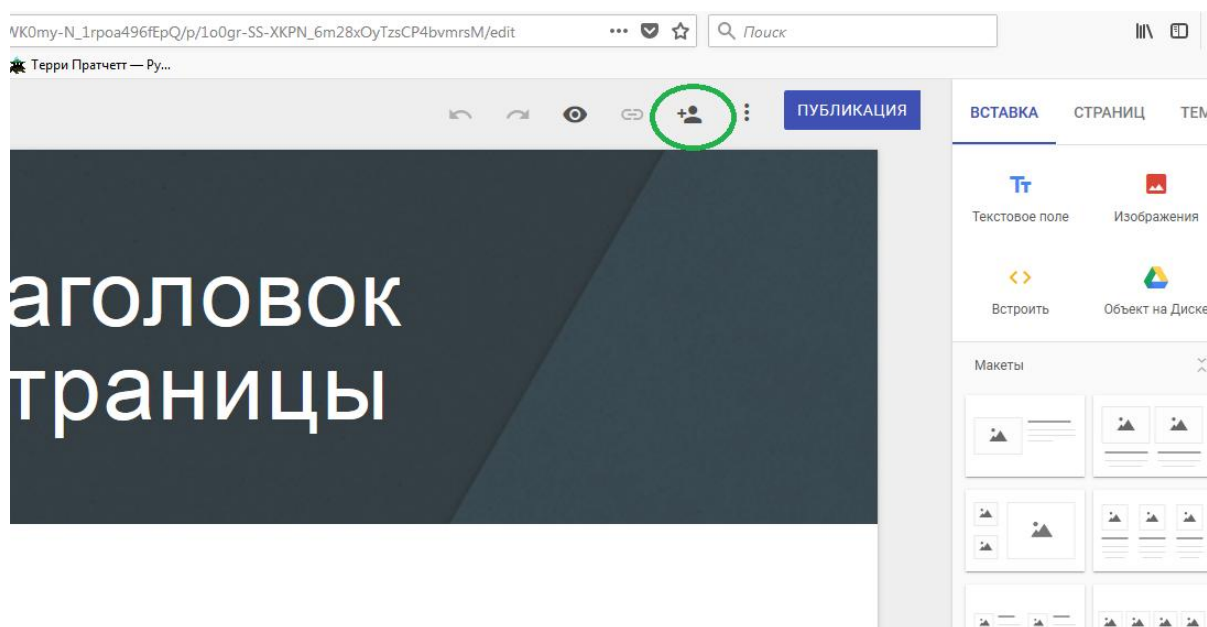 WK0my-N_1rpoa496fEpQ/p/1o0gr-SS-XKPN_6m28xOyTzsCP4bvmrsM/edit
Поиск
Терри Пратчетт — Ру...
ПУБЛИКАЦИЯ
ВСТАВКА СТРАНИЦ ТЕМ
Тт
Текстовое поле Изображения
Встроить Объект на Диске
Макеты
аголовок
траницы